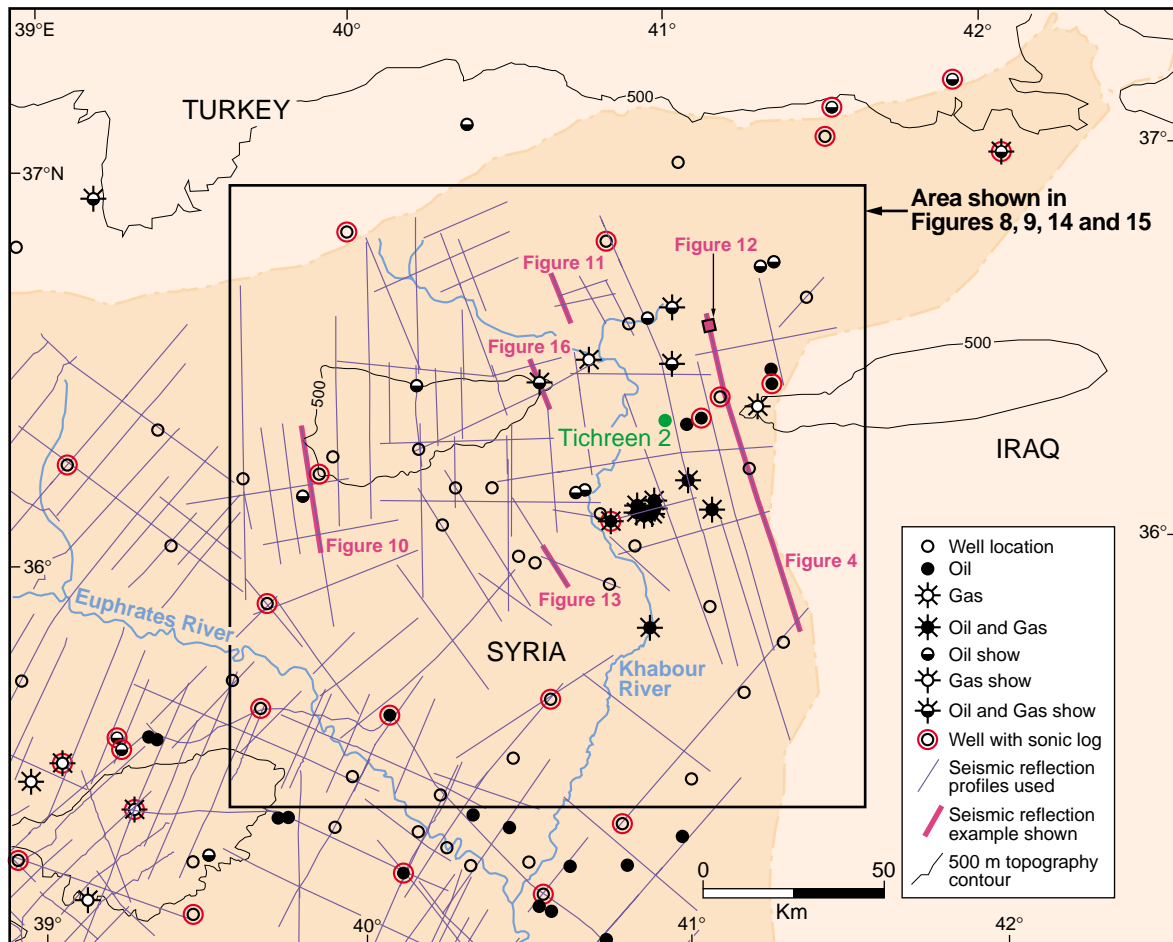 39°E
40°
41°
42°
TURKEY
500
37°
37°N
Area shown in
Figures 8, 9, 14 and 15
Figure 12
Figure 11
Figure 16
500
500
Tichreen 2
IRAQ
Figure 10
Figure 4
36°
36°
Figure 13
Euphrates River
SYRIA
Khabour
River
Well location
Oil
Gas
Oil and Gas
Oil show
Gas show
Oil and Gas show
Well with sonic log
Seismic reflection
profiles used
Seismic reflection
example shown
500 m topography
contour
0
50
Km
39°
40°
41°
42°